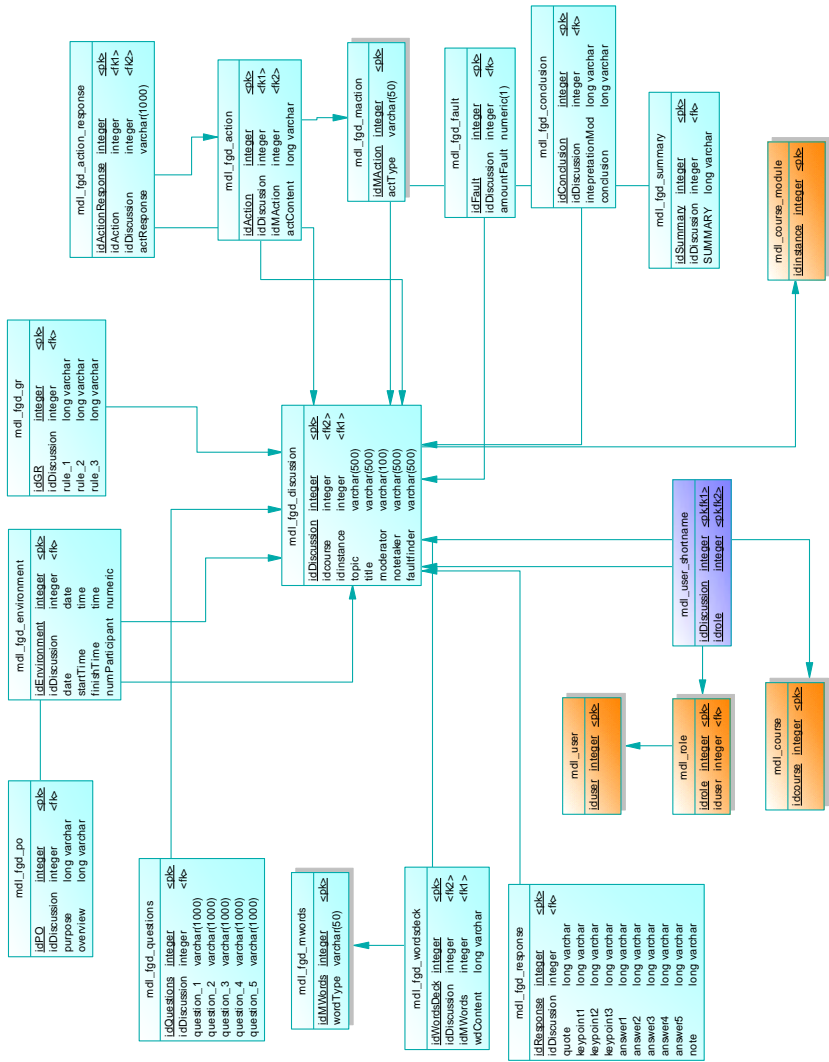 mdl_fgd_action_response
idActionResponse integer <pk>
idAction integer <fk1>
idDiscussion integer <fk2>
actResponse varchar(1000)
mdl_fgd_action
idAction integer <pk>
idDiscussion integer <fk1>
idMAction integer <fk2>
actContent long varchar
mdl_fgd_maction
idMAction integer <pk>
actType varchar(50)
mdl_fgd_fault
idFault integer <pk>
idDiscussion integer <fk>
amountFault numeric(1)
mdl_fgd_conclusion
idConclusion integer <pk>
idDiscussion integer <fk>
intepretationMod long varchar
conclusion long varchar
mdl_fgd_summary
idSummary integer <pk>
idDiscussion integer <fk>
SUMMARY long varchar
mdl_course_module
idinstance integer <pk>
mdl_fgd_gr
idGR integer <pk>
idDiscussion integer <fk>
rule_1 long varchar
rule_2 long varchar
rule_3 long varchar
mdl_fgd_environment
idEnvironment integer <pk>
idDiscussion integer <fk>
date date
startTime time
finishTime time
numParticipant numeric
mdl_fgd_discussion
idDiscussion integer <pk>
idcourse integer <fk2>
idinstance integer <fk1>
topic varchar(500)
title varchar(500)
moderator varchar(100)
notetaker varchar(500)
faultfinder varchar(500)
mdl_user_shortname
idDiscussion integer <pk,fk1>
idrole integer <pk,fk2>
mdl_fgd_po
idPO integer <pk>
idDiscussion integer <fk>
purpose long varchar
overview long varchar
mdl_fgd_questions
idQuestions integer <pk>
idDiscussion integer <fk>
question_1 varchar(1000)
question_2 varchar(1000)
question_3 varchar(1000)
question_4 varchar(1000)
question_5 varchar(1000)
mdl_fgd_mwords
idMWords integer <pk>
wordType varchar(50)
mdl_fgd_wordsdeck
idWordsDeck integer <pk>
idDiscussion integer <fk2>
idMWords integer <fk1>
wdContent long varchar
mdl_fgd_response
idResponse integer <pk>
idDiscussion integer <fk>
quote long varchar
keypoint1 long varchar
keypoint2 long varchar
keypoint3 long varchar
answer1 long varchar
answer2 long varchar
answer3 long varchar
answer4 long varchar
answer5 long varchar
note long varchar
mdl_user
iduser integer <pk>
mdl_role
idrole integer <pk>
iduser integer <fk>
mdl_course
idcourse integer <pk>